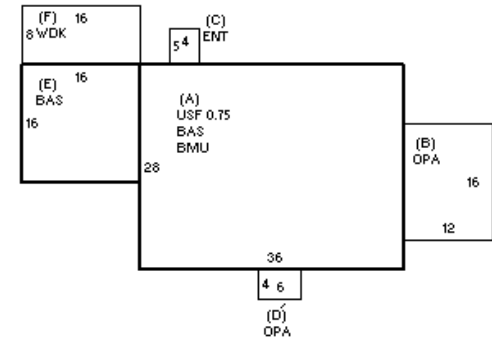 (F) 16
8 WDK
(C)
5 4 ENT
(E) 16
BAS
16
(A)
USF 0.75
BAS
BMU
28
(B)
OPA
16
12
36
4 6
(D)
OPA